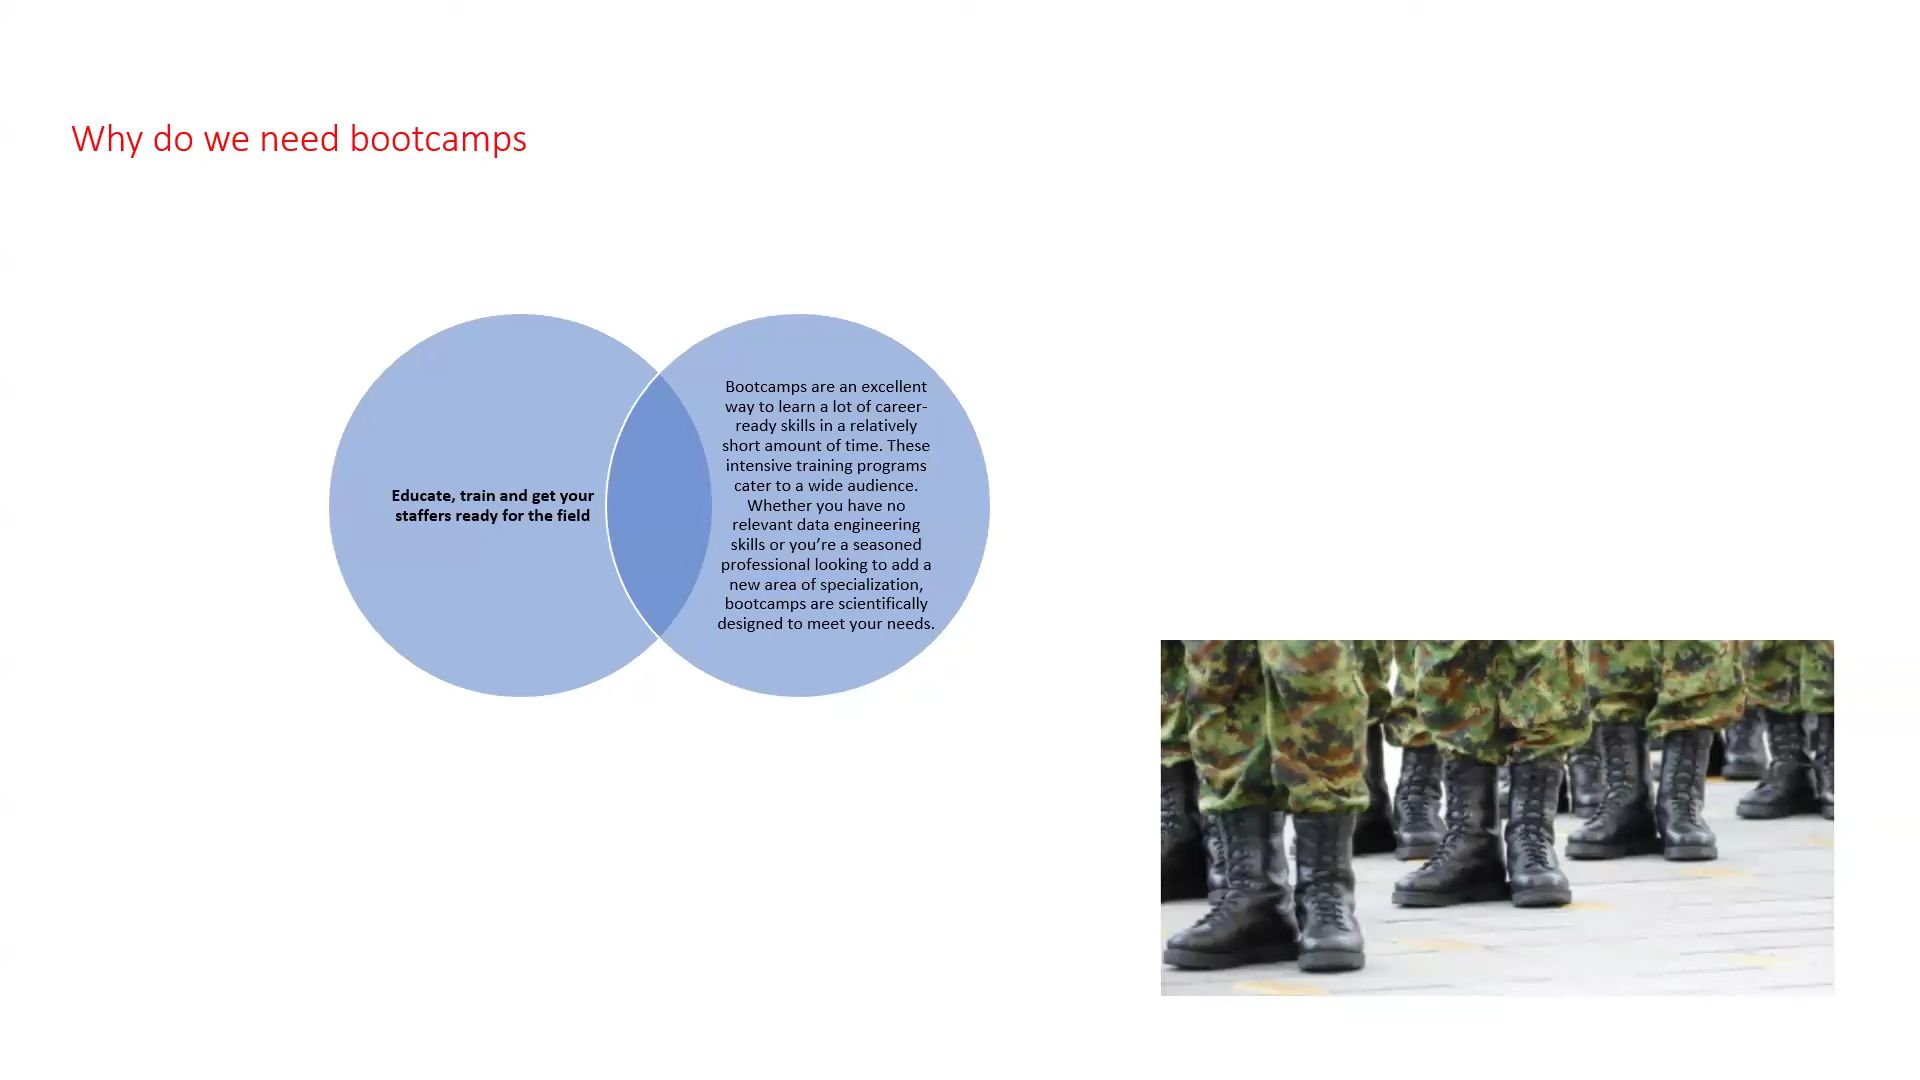 Why do we need bootcamps
Educate, train and get your
staffers ready for the field
Bootcamps are an excellent
way to learn a lot of career-
ready skills in a relatively
short amount of time. These
intensive training programs
cater to a wide audience.
Whether you have no
relevant data engineering
skills or you’re a seasoned
professional looking to add a
new area of specialization,
bootcamps are scientifically
designed to meet your needs.